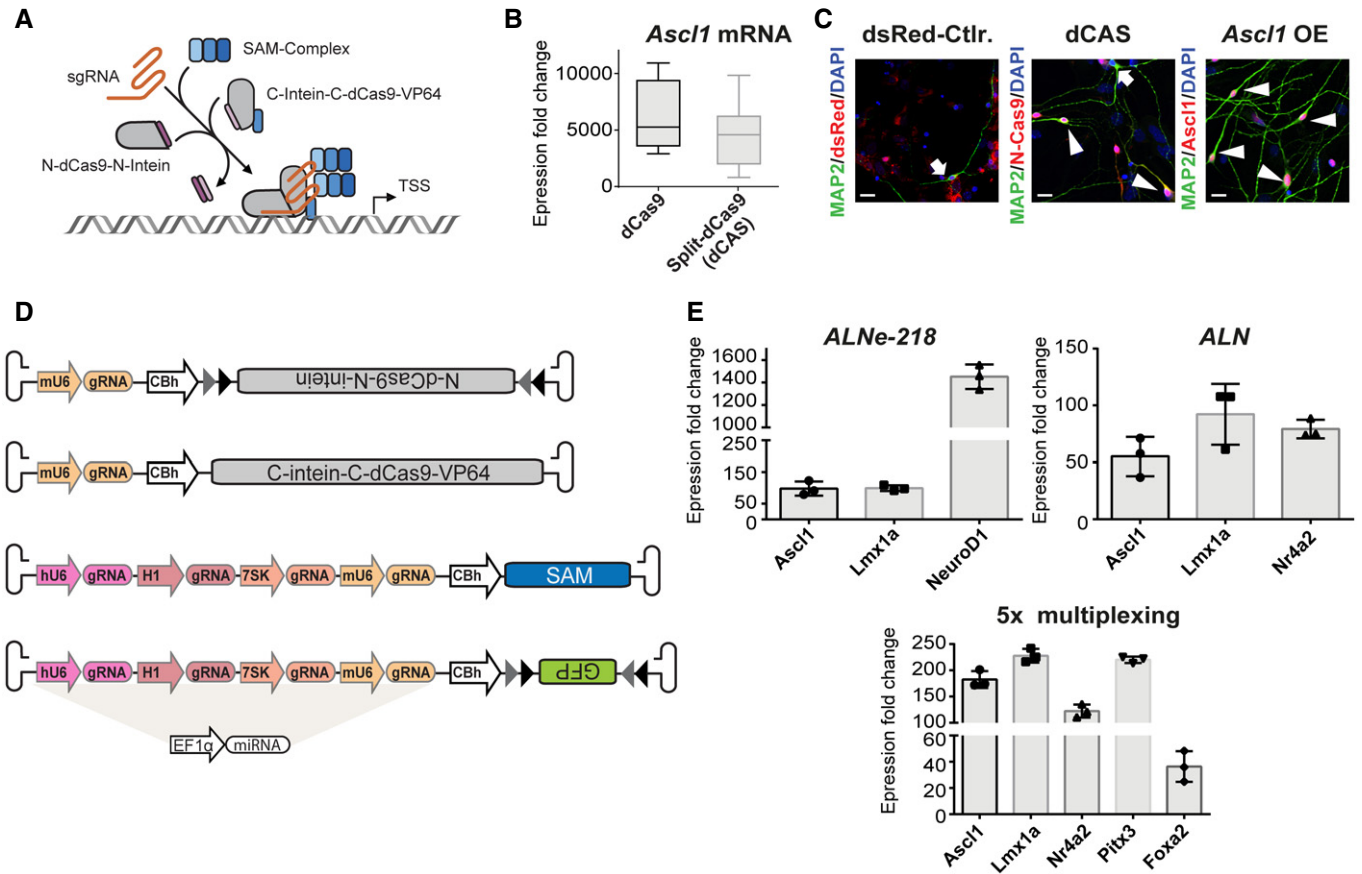 A
SAM-Complex
sgRNA
C-Intein-C-dCas9-VP64
N-dCas9-N-Intein
TSS
B
Ascl1 mRNA
Epression fold change
10000
5000
0
dCas9
Split-dCas9
(dCAS)
C
dsRed-Ctlr.
dCAS
Ascl1 OE
MAP2/dsRed/DAPI
MAP2/N-Cas9/DAPI
MAP2/Ascl1/DAPI
D
mU6 gRNA CBh N-dCas9-N-intein
mU6 gRNA CBh C-intein-C-dCas9-VP64
hU6 gRNA H1 gRNA 7SK gRNA mU6 gRNA CBh SAM
hU6 gRNA H1 gRNA 7SK gRNA mU6 gRNA CBh GFP
EF1α miRNA
E
ALNe-218
Epression fold change
1600
1400
1200
1000
250
150
100
50
0
Ascl1
Lmx1a
NeuroD1
ALN
Epression fold change
150
100
50
0
Ascl1
Lmx1a
Nr4a2
5x multiplexing
Epression fold change
250
200
150
100
60
40
20
0
Ascl1
Lmx1a
Nr4a2
Pitx3
Foxa2